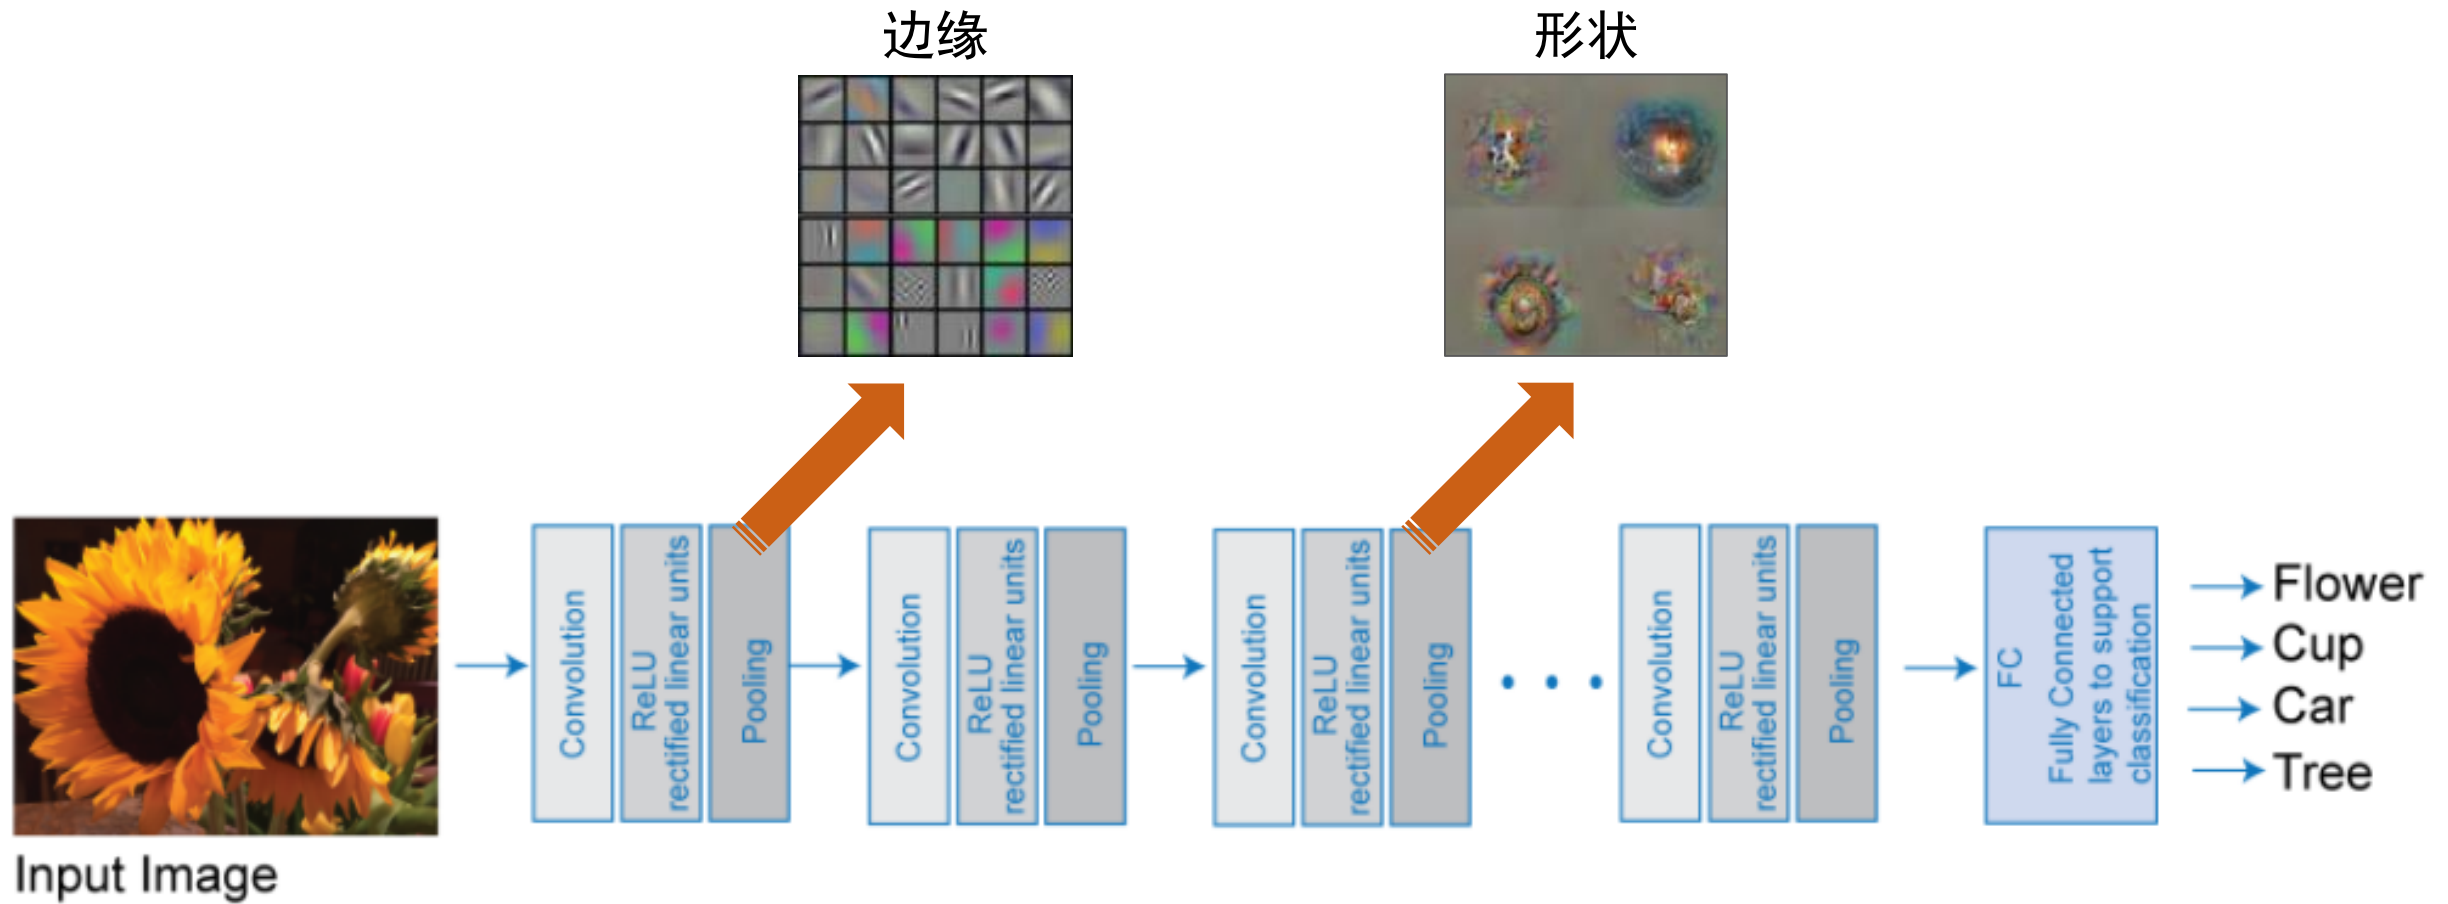 边缘
形状
Input Image
Convolution
ReLU
rectified linear units
Pooling
Convolution
ReLU
rectified linear units
Pooling
Convolution
ReLU
rectified linear units
Pooling
Convolution
ReLU
rectified linear units
Pooling
FC
Fully Connected
layers to support
classification
Flower
Cup
Car
Tree